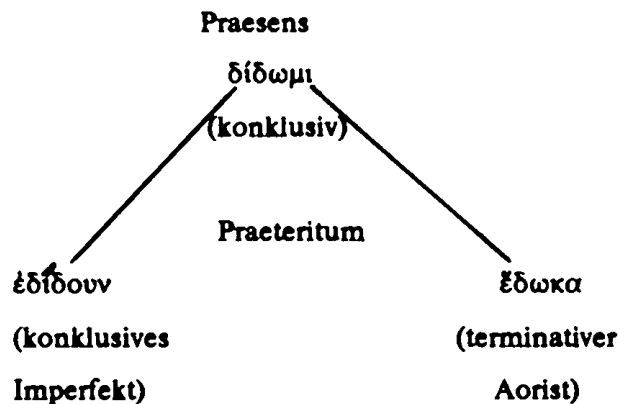 Praesens
δίδωμι
(konklusiv)
Praeteritum
ἐδίδουν ἔδωκα
(konklusives (terminativer
Imperfekt) Aorist)